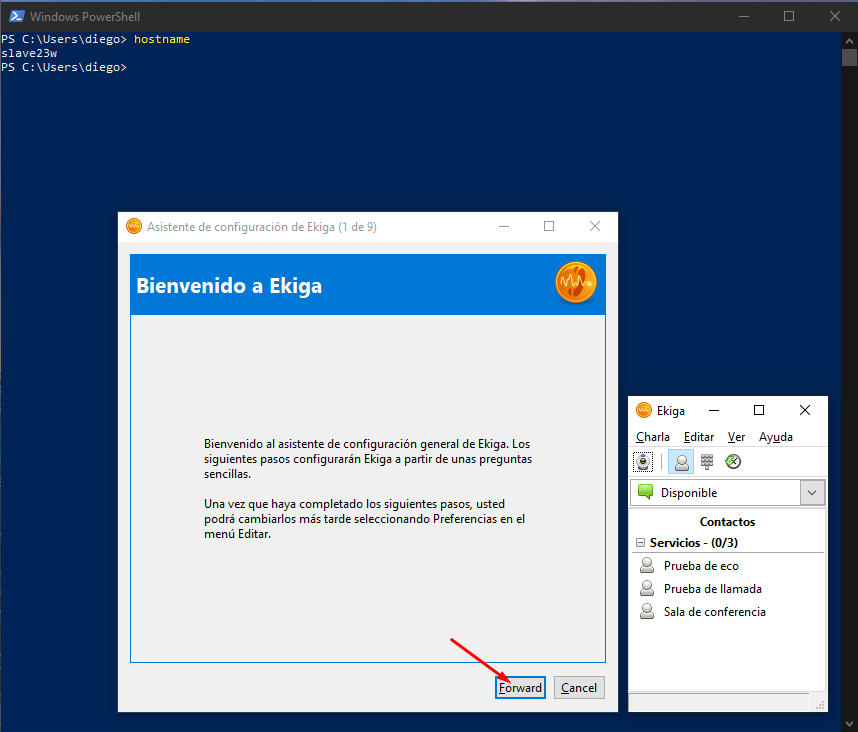 Windows PowerShell
PS C:\Users\diego> hostname
slave23w
PS C:\Users\diego>
Asistente de configuración de Ekiga (1 de 9)
Bienvenido a Ekiga
Bienvenido al asistente de configuración general de Ekiga. Los
siguientes pasos configurarán Ekiga a partir de unas preguntas
sencillas.
Una vez que haya completado los siguientes pasos, usted
podrá cambiarlos más tarde seleccionando Preferencias en el
menú Editar.
Forward
Cancel
Ekiga
Charla Editar Ver Ayuda
Disponible
Contactos
Servicios - (0/3)
Prueba de eco
Prueba de llamada
Sala de conferencia